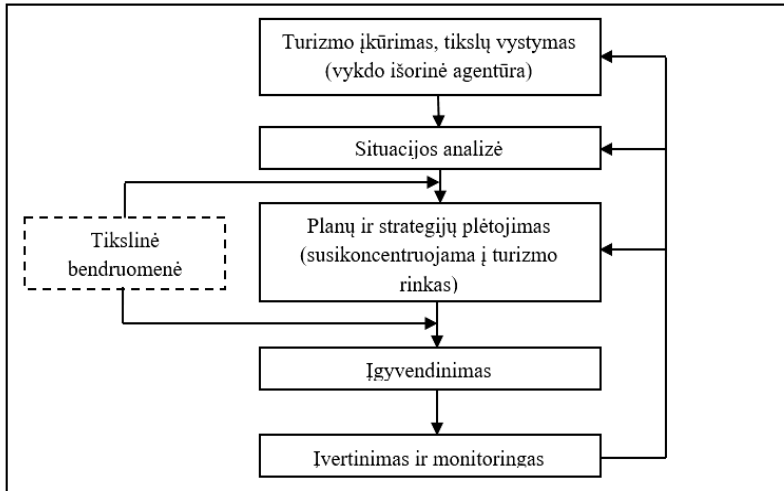 Turizmo įkūrimas, tikslų vystymas
(vykdo išorinė agentūra)
Situacijos analizė
Tikslinė
bendruomenė
Planų ir strategijų plėtojimas
(susikoncentruojama į turizmo
rinkas)
Įgyvendinimas
Įvertinimas ir monitoringas